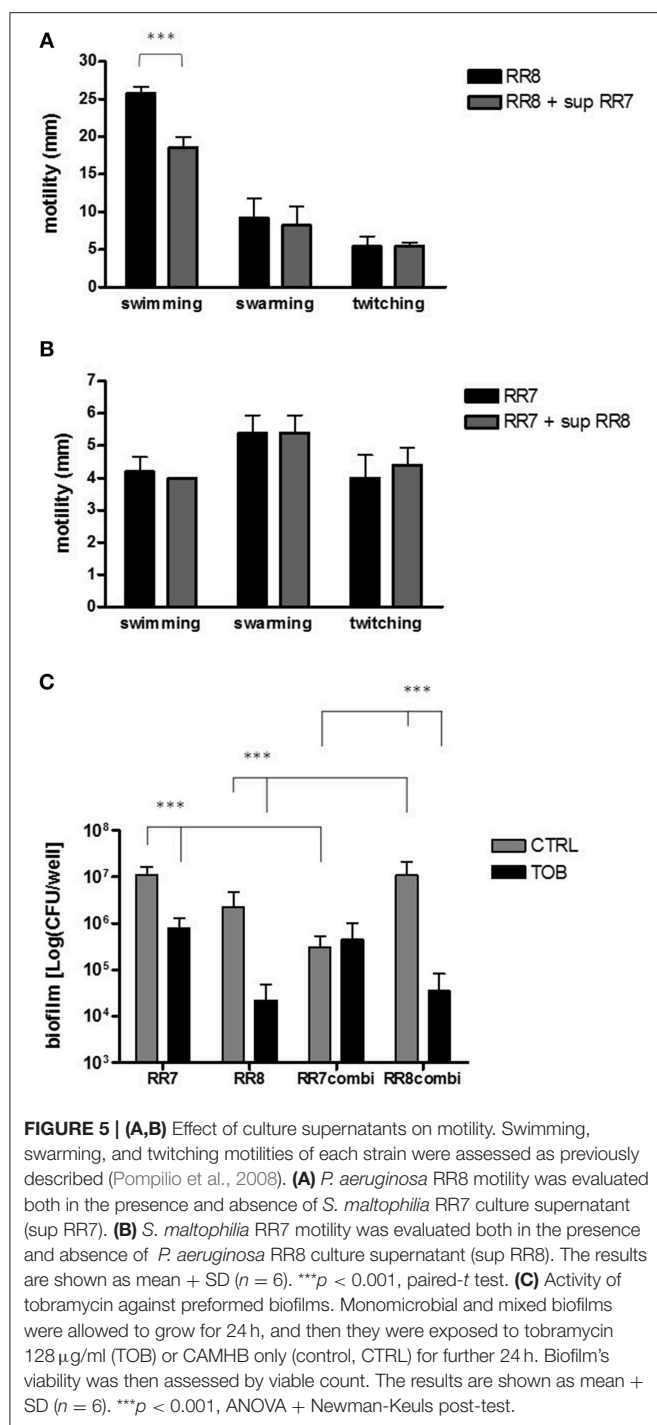 A
***
motility (mm)
30
25
20
15
10
5
0
swimming swarming twitching
RR8
RR8 + sup RR7
B
motility (mm)
7
6
5
4
3
2
1
0
swimming swarming twitching
RR7
RR7 + sup RR8
C
***
***
***
biofilm [Log(CFU/well)]
10⁸
10⁷
10⁶
10⁵
10⁴
10³
RR7 RR8 RR7combi RR8combi
CTRL
TOB
FIGURE 5 | (A,B) Effect of culture supernatants on motility. Swimming,
swarming, and twitching motilities of each strain were assessed as previously
described (Pompilio et al., 2008). (A) P. aeruginosa RR8 motility was evaluated
both in the presence and absence of S. maltophilia RR7 culture supernatant
(sup RR7). (B) S. maltophilia RR7 motility was evaluated both in the presence
and absence of P. aeruginosa RR8 culture supernatant (sup RR8). The results
are shown as mean + SD (n = 6). ***p < 0.001, paired-t test. (C) Activity of
tobramycin against preformed biofilms. Monomicrobial and mixed biofilms
were allowed to grow for 24 h, and then they were exposed to tobramycin
128 μg/ml (TOB) or CAMHB only (control, CTRL) for further 24 h. Biofilm's
viability was then assessed by viable count. The results are shown as mean +
SD (n = 6). ***p < 0.001, ANOVA + Newman-Keuls post-test.